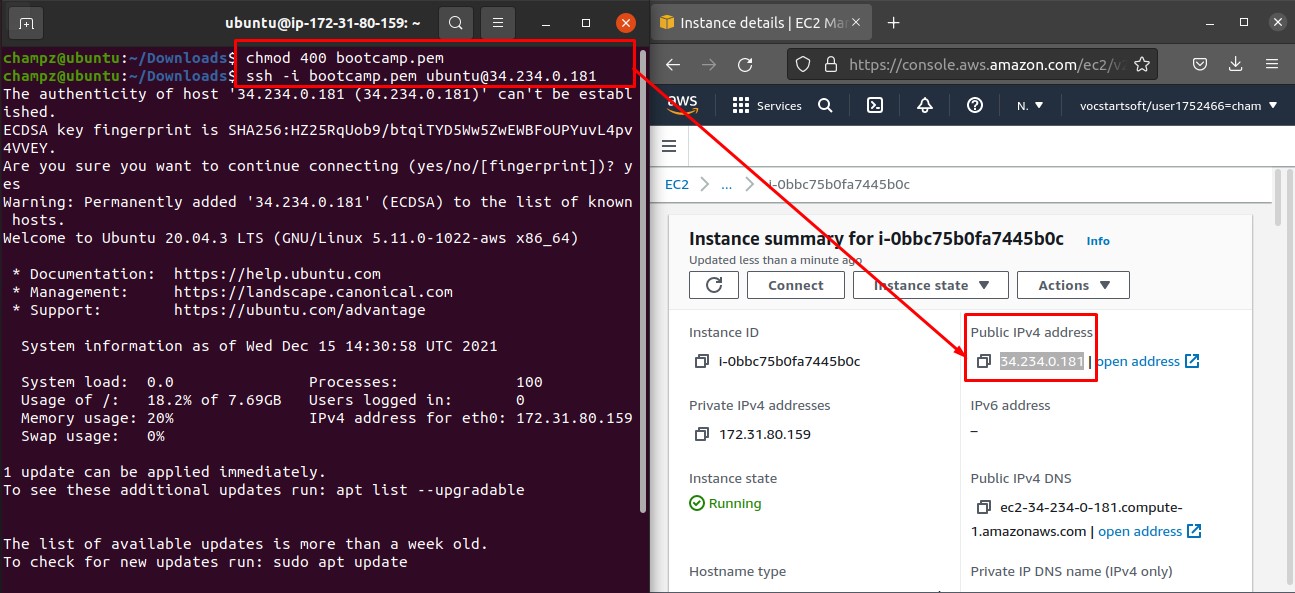 ubuntu@ip-172-31-80-159: ~
champz@ubuntu:~/Downloads$ chmod 400 bootcamp.pem
champz@ubuntu:~/Downloads$ ssh -i bootcamp.pem ubuntu@34.234.0.181
The authenticity of host '34.234.0.181 (34.234.0.181)' can't be establ
ished.
ECDSA key fingerprint is SHA256:HZ25RqUob9/btqiTYD5Ww5ZwEWBFoUPYuvL4pv
4VVEY.
Are you sure you want to continue connecting (yes/no/[fingerprint])? y
es
Warning: Permanently added '34.234.0.181' (ECDSA) to the list of known
 hosts.
Welcome to Ubuntu 20.04.3 LTS (GNU/Linux 5.11.0-1022-aws x86_64)
 * Documentation:  https://help.ubuntu.com
 * Management:     https://landscape.canonical.com
 * Support:        https://ubuntu.com/advantage
  System information as of Wed Dec 15 14:30:58 UTC 2021
  System load:  0.0               Processes:             100
  Usage of /:   18.2% of 7.69GB   Users logged in:       0
  Memory usage: 20%               IPv4 address for eth0: 172.31.80.159
  Swap usage:   0%
1 update can be applied immediately.
To see these additional updates run: apt list --upgradable
The list of available updates is more than a week old.
To check for new updates run: sudo apt update
Instance details | EC2 Ma
https://console.aws.amazon.com/ec2/v
aws Services N. ▼ vocstartsoft/user1752466=cham ▼
EC2 > ... > i-0bbc75b0fa7445b0c
Instance summary for i-0bbc75b0fa7445b0c Info
Updated less than a minute ago
Connect Instance state ▼ Actions ▼
Instance ID
i-0bbc75b0fa7445b0c
Public IPv4 address
34.234.0.181 | open address
Private IPv4 addresses
172.31.80.159
IPv6 address
–
Instance state
Running
Public IPv4 DNS
ec2-34-234-0-181.compute-
1.amazonaws.com | open address
Hostname type
Private IP DNS name (IPv4 only)